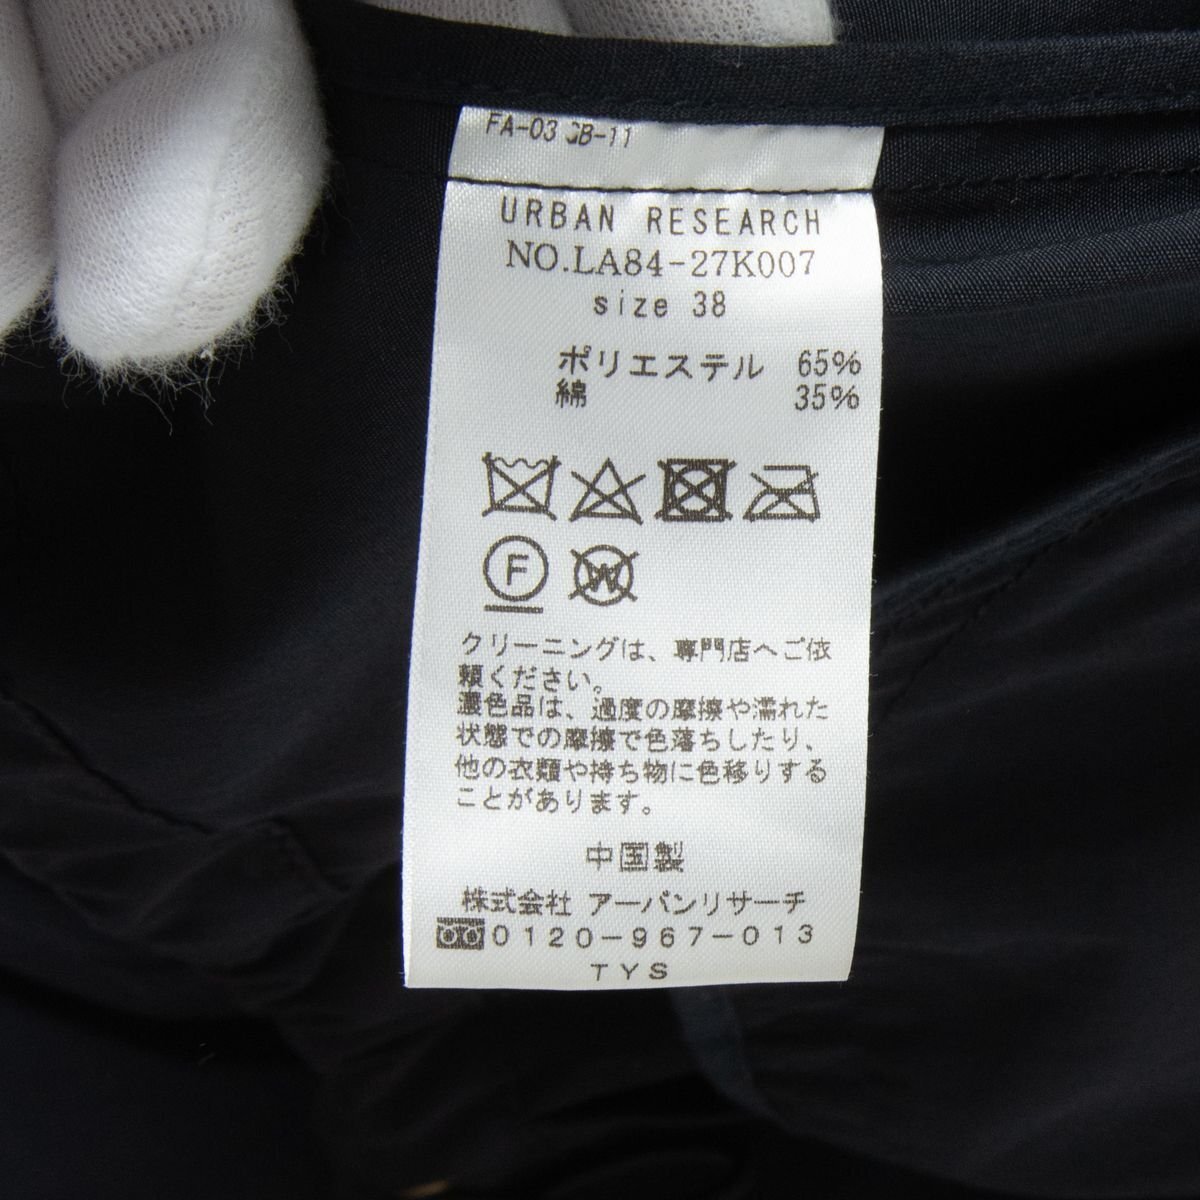 FA-03 GB-11
URBAN RESEARCH
NO.LA84-27K007
size 38
ポリエステル 65%
綿 35%
F
W
クリーニングは、専門店へご依
頼ください。
濃色品は、過度の摩擦や濡れた
状態での摩擦で色落ちしたり、
他の衣類や持ち物に色移りする
ことがあります。
中国製
株式会社 アーバンリサーチ
0120-967-013
TYS